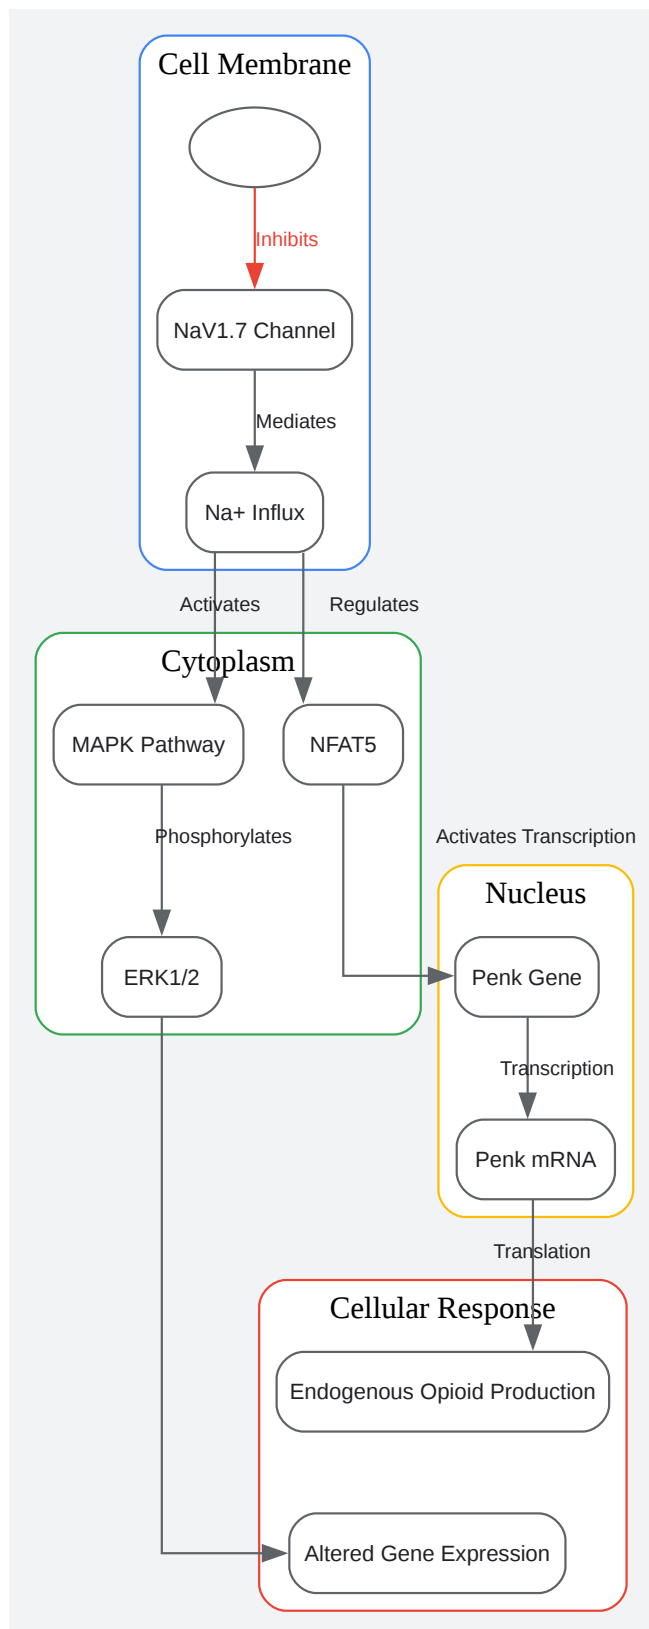 Cell Membrane
Inhibits
NaV1.7 Channel
Mediates
Na+ Influx
Activates
Regulates
Cytoplasm
MAPK Pathway
NFAT5
Phosphorylates
Activates Transcription
Nucleus
ERK1/2
Penk Gene
Transcription
Penk mRNA
Translation
Cellular Response
Endogenous Opioid Production
Altered Gene Expression